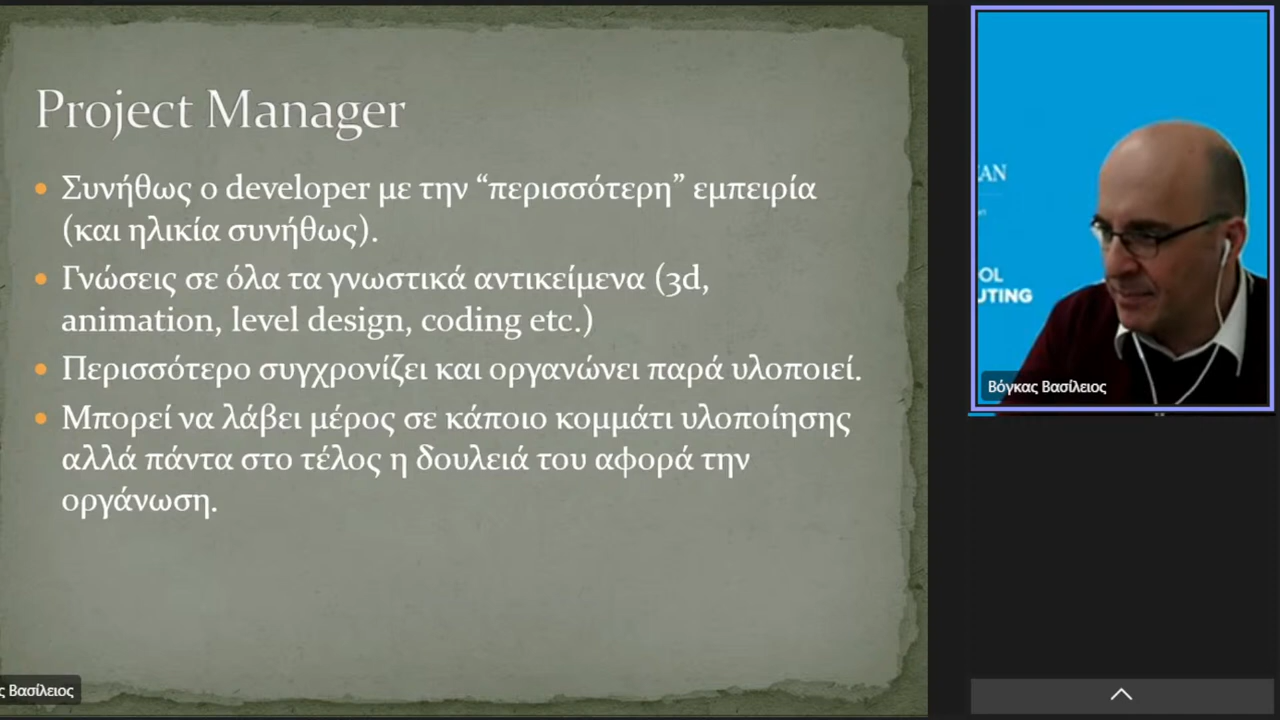 Project Manager
• Συνήθως ο developer με την “περισσότερη” εμπειρία
(και ηλικία συνήθως).
• Γνώσεις σε όλα τα γνωστικά αντικείμενα (3d,
animation, level design, coding etc.)
• Περισσότερο συγχρονίζει και οργανώνει παρά υλοποιεί.
• Μπορεί να λάβει μέρος σε κάποιο κομμάτι υλοποίησης
αλλά πάντα στο τέλος η δουλειά του αφορά την
οργάνωση.
ς Βασίλειος
AN
OL
UTING
Βόγκας Βασίλειος